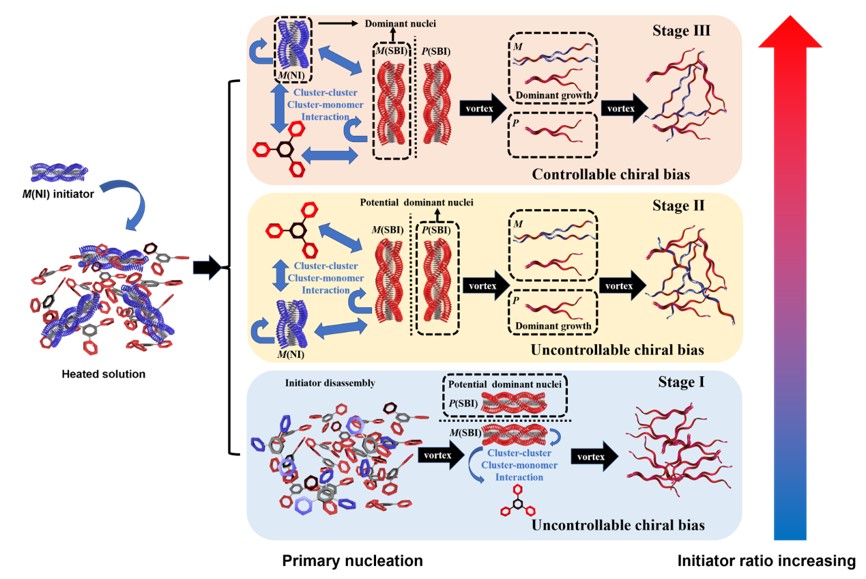 M(NI) initiator
Heated solution
Dominant nuclei
Stage III
M(NI)
M(SBI)
P(SBI)
Cluster-cluster
Cluster-monomer
Interaction
vortex
M
Dominant growth
P
vortex
Controllable chiral bias
Potential dominant nuclei
Stage II
M(SBI)
P(SBI)
Cluster-cluster
Cluster-monomer
Interaction
M(NI)
vortex
M
P
Dominant growth
vortex
Uncontrollable chiral bias
Initiator disassembly
Stage I
Potential dominant nuclei
P(SBI)
M(SBI)
vortex
Cluster-cluster
Cluster-monomer
Interaction
vortex
Uncontrollable chiral bias
Primary nucleation
Initiator ratio increasing